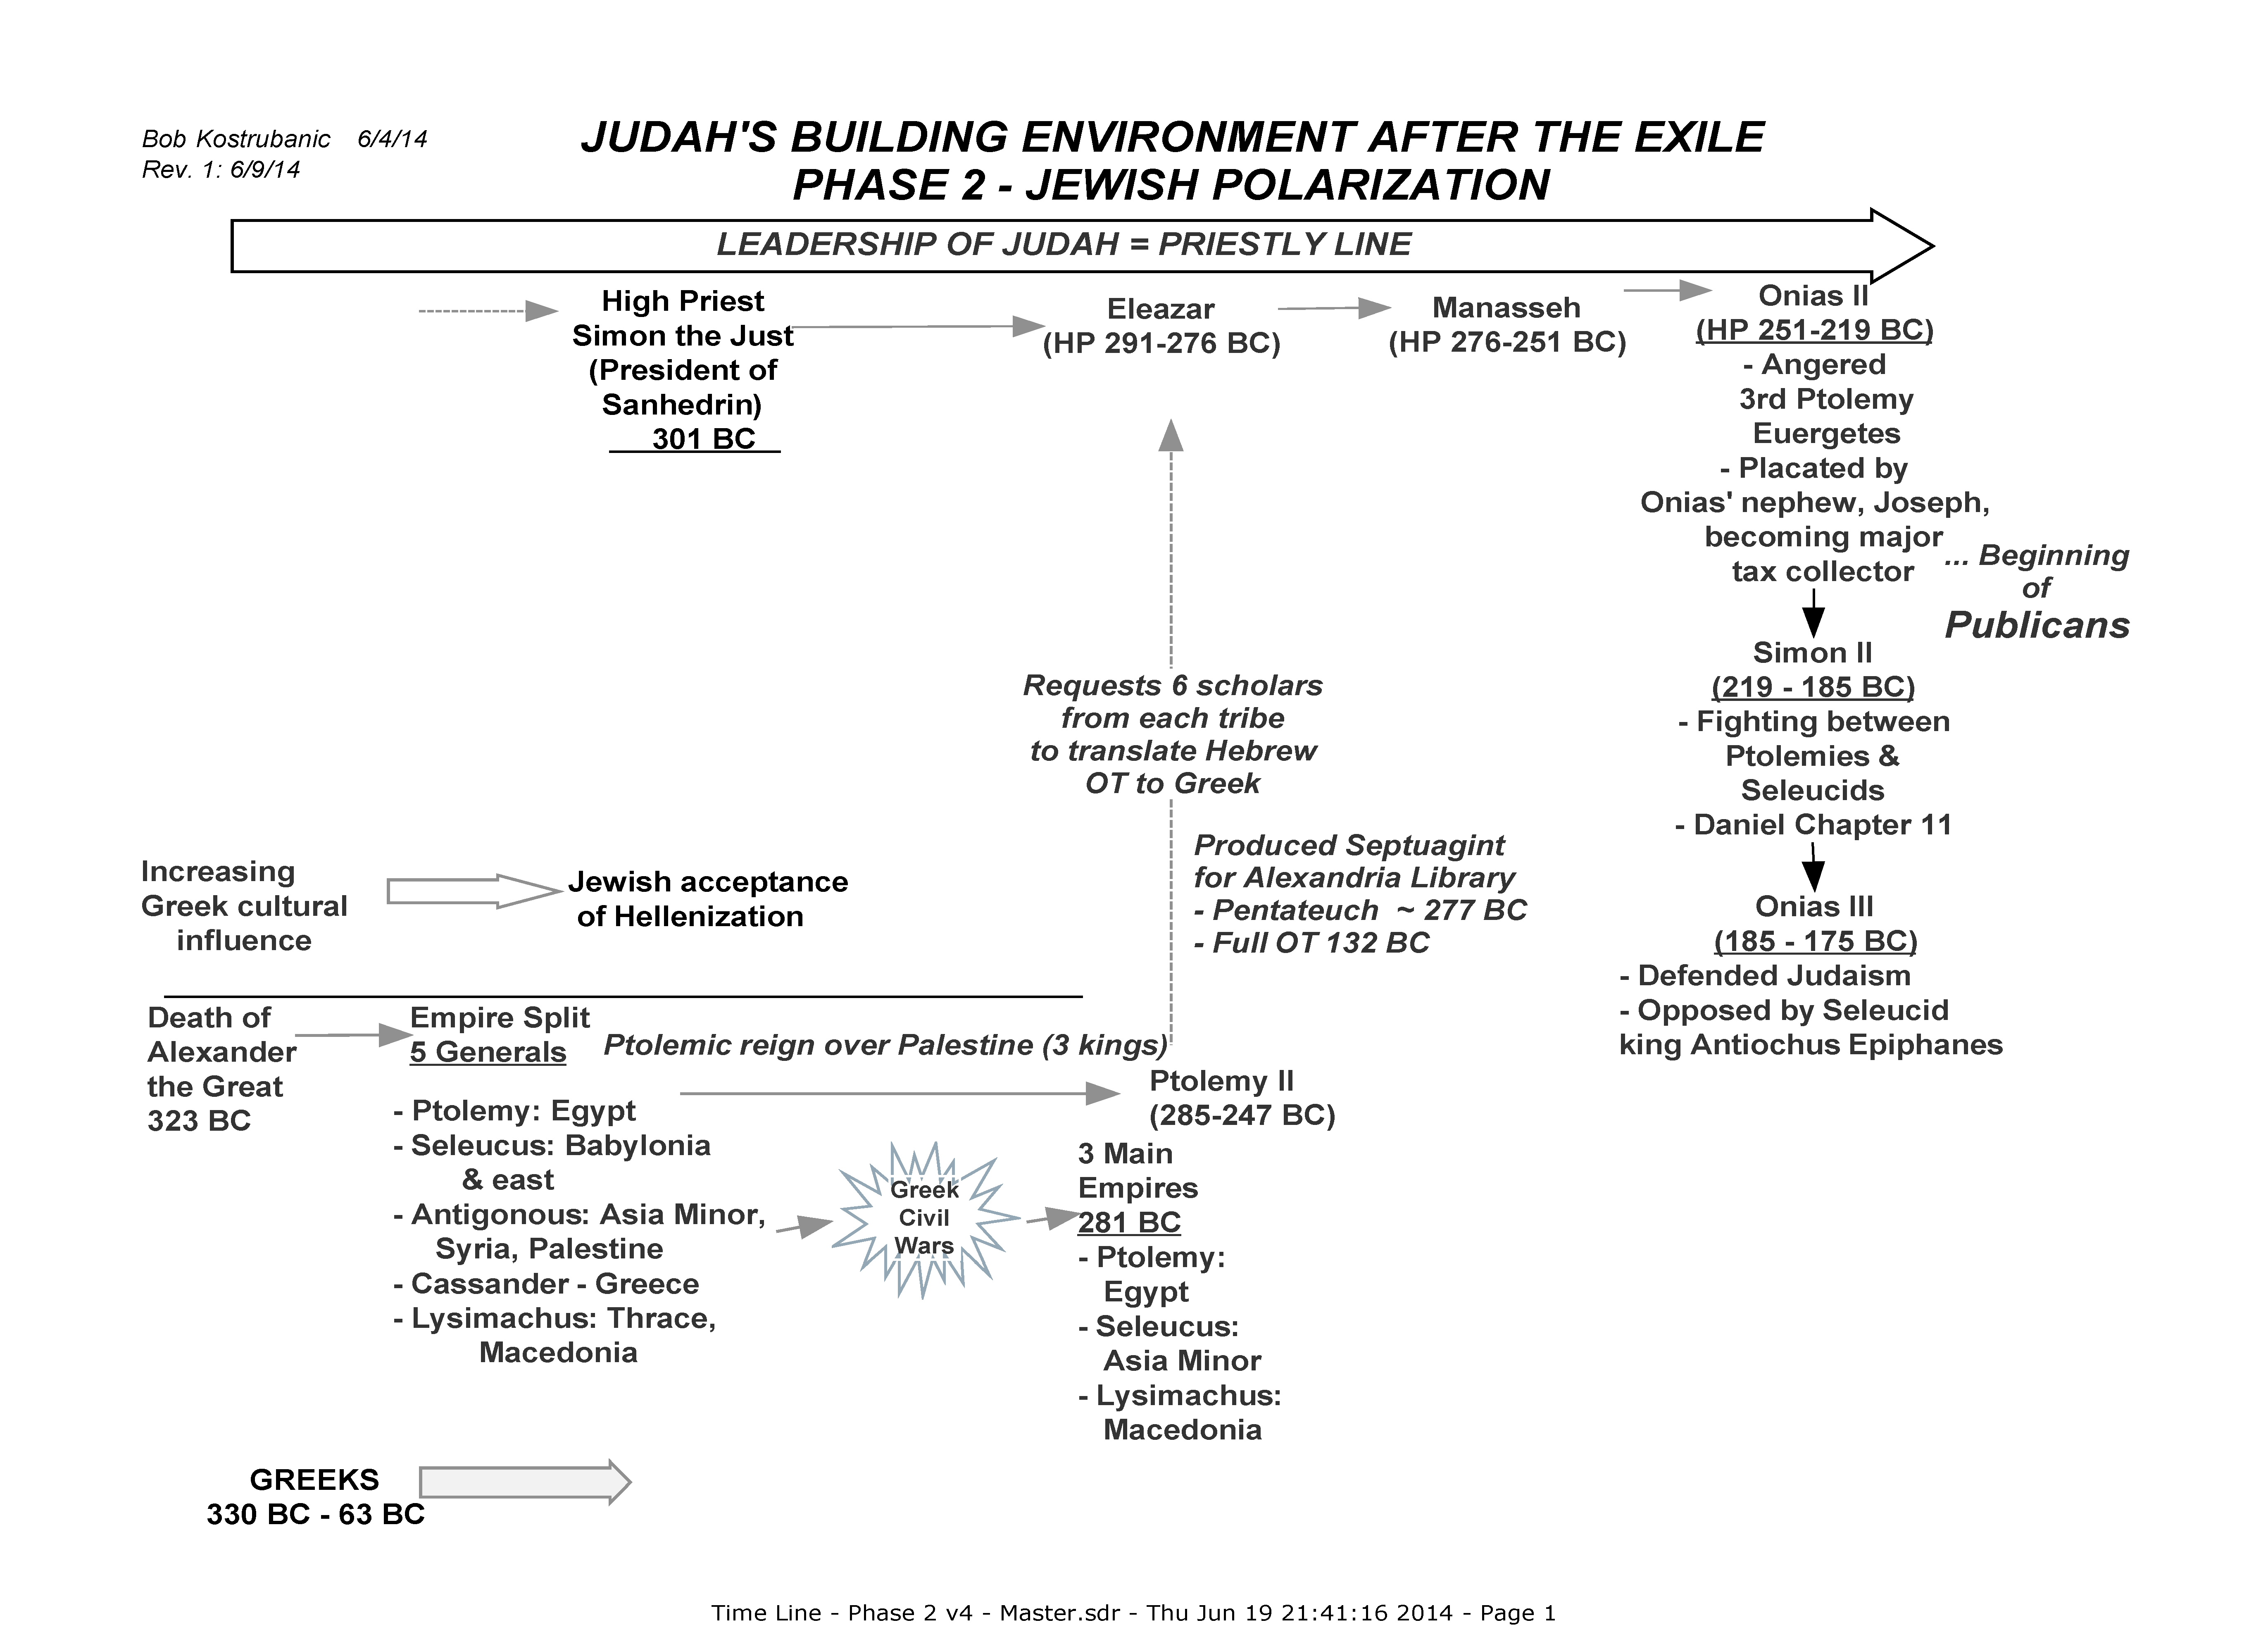 Bob Kostrubanic 6/4/14
Rev. 1: 6/9/14
JUDAH'S BUILDING ENVIRONMENT AFTER THE EXILE
PHASE 2 - JEWISH POLARIZATION
LEADERSHIP OF JUDAH = PRIESTLY LINE
High Priest
Simon the Just
(President of
Sanhedrin)
301 BC
Eleazar
(HP 291-276 BC)
Manasseh
(HP 276-251 BC)
Onias II
(HP 251-219 BC)
- Angered
3rd Ptolemy
Euergetes
- Placated by
Onias' nephew, Joseph,
becoming major
tax collector
... Beginning
of
Publicans
Simon II
(219 - 185 BC)
- Fighting between
Ptolemies &
Seleucids
- Daniel Chapter 11
Onias III
(185 - 175 BC)
- Defended Judaism
- Opposed by Seleucid
king Antiochus Epiphanes
Requests 6 scholars
from each tribe
to translate Hebrew
OT to Greek
Produced Septuagint
for Alexandria Library
- Pentateuch ~ 277 BC
- Full OT 132 BC
Increasing
Greek cultural
influence
Jewish acceptance
of Hellenization
Death of
Alexander
the Great
323 BC
Empire Split
5 Generals
- Ptolemy: Egypt
- Seleucus: Babylonia
& east
- Antigonous: Asia Minor,
Syria, Palestine
- Cassander - Greece
- Lysimachus: Thrace,
Macedonia
Ptolemic reign over Palestine (3 kings)
Ptolemy II
(285-247 BC)
Greek
Civil
Wars
3 Main
Empires
281 BC
- Ptolemy:
Egypt
- Seleucus:
Asia Minor
- Lysimachus:
Macedonia
GREEKS
330 BC - 63 BC
Time Line - Phase 2 v4 - Master.sdr - Thu Jun 19 21:41:16 2014 - Page 1